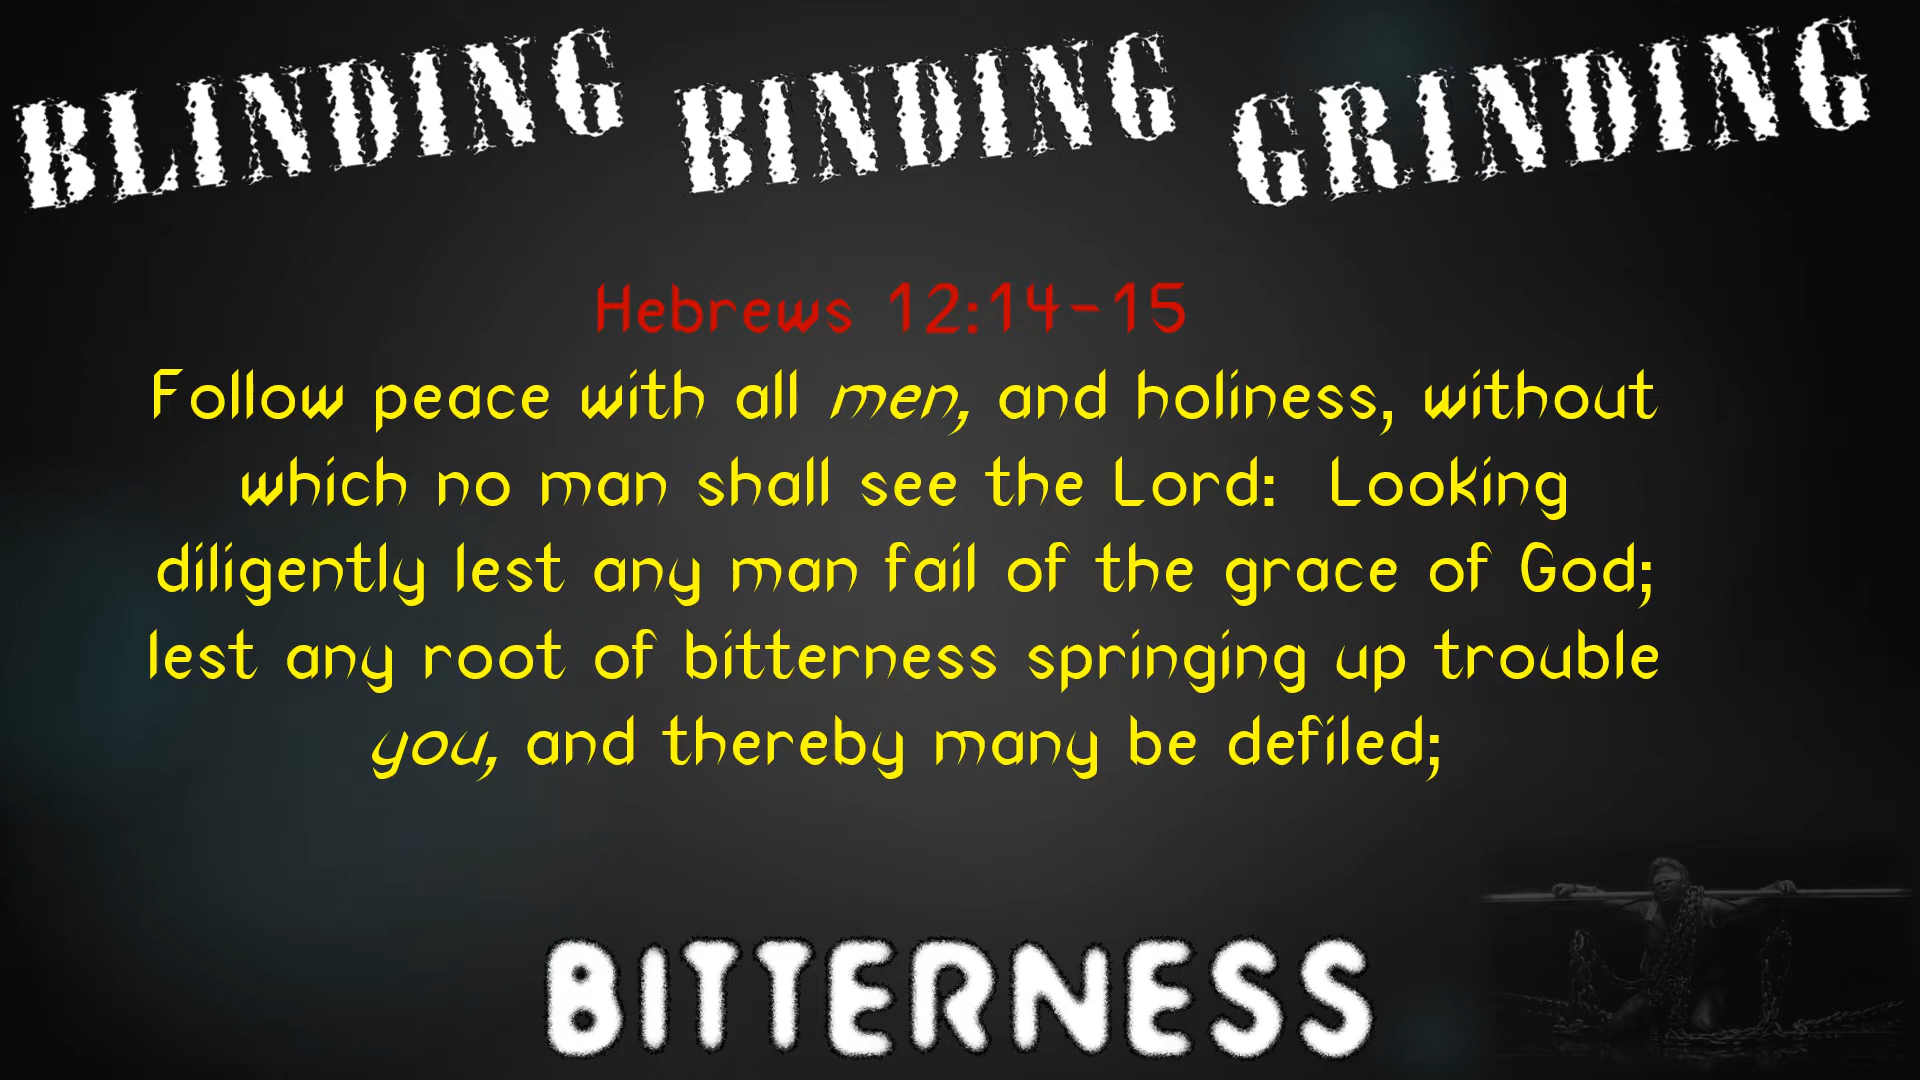 BLINDING BINDING GRINDING
Hebrews 12:14-15
Follow peace with all men, and holiness, without
which no man shall see the Lord:  Looking
diligently lest any man fail of the grace of God;
lest any root of bitterness springing up trouble
you, and thereby many be defiled;
BITTERNESS